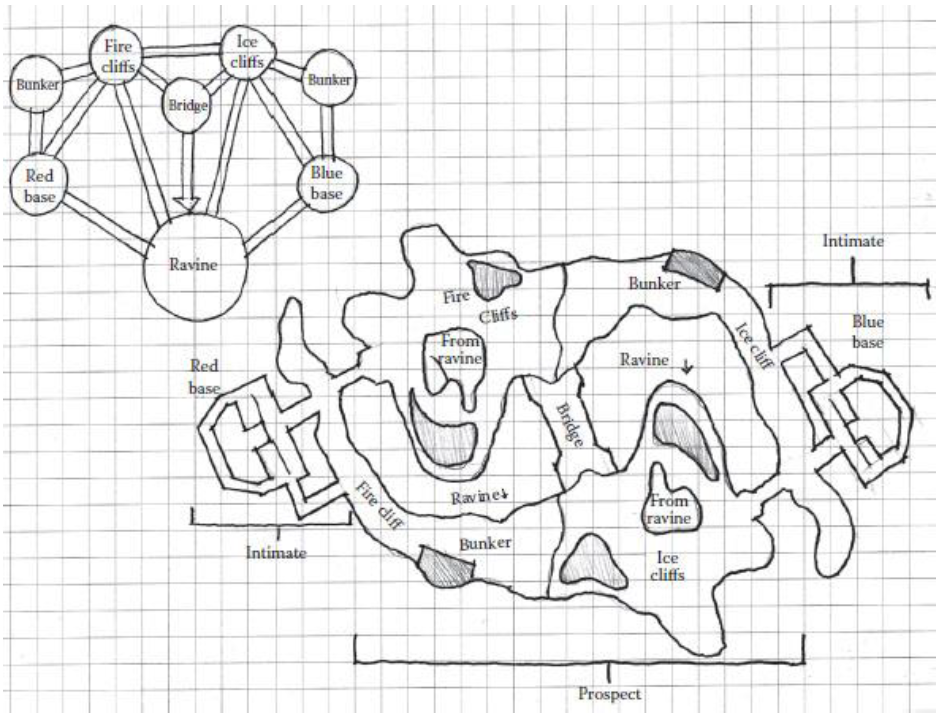 Fire
cliffs
Ice
cliffs
Bunker
Bunker
Bridge
Red
base
Blue
base
Ravine
Intimate
Bunker
Fire
Cliffs
Blue
base
From
ravine
Ravine
Ice cliff
Red
base
Bridge
Ravine
Fire cliff
From
ravine
Bunker
Intimate
Ice
cliffs
Prospect